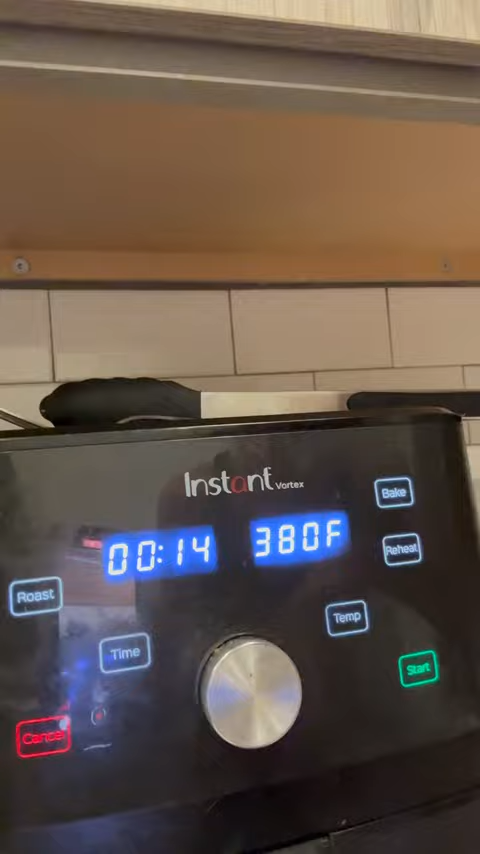 Instant Vortex
00:14 380F
Bake
Reheat
Roast
Temp
Time
Start
Cancel